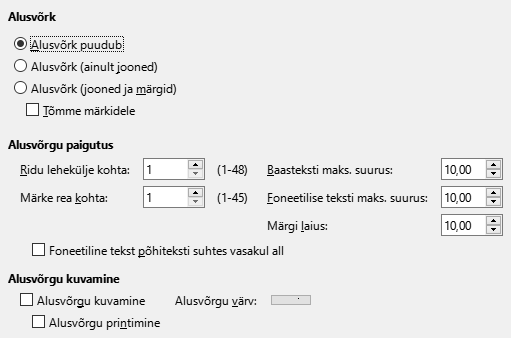 Alusvõrk
Alusvõrk puudub
Alusvõrk (ainult jooned)
Alusvõrk (jooned ja märgid)
Tõmme märkidele
Alusvõrgu paigutus
Ridu lehekülje kohta: 1 (1-48) Baasteksti maks. suurus: 10,00
Märke rea kohta: 1 (1-45) Foneetilise teksti maks. suurus: 10,00
Märgi laius: 10,00
Foneetiline tekst põhiteksti suhtes vasakul all
Alusvõrgu kuvamine
Alusvõrgu kuvamine Alusvõrgu värv:
Alusvõrgu printimine